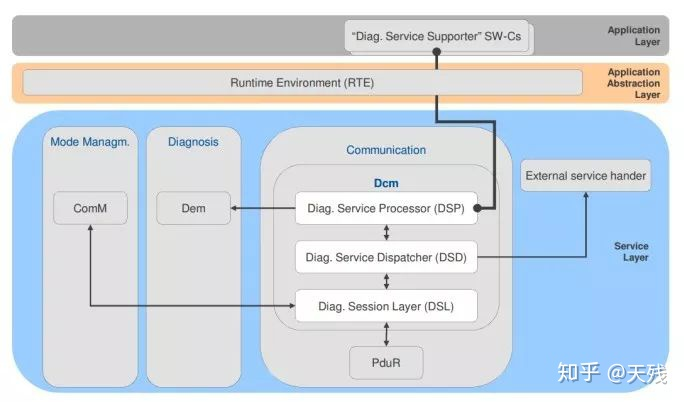 “Diag. Service Supporter” SW-Cs
Application
Layer
Runtime Environment (RTE)
Application
Abstraction
Layer
Mode Managm.
Diagnosis
Communication
Dcm
External service hander
ComM
Dem
Diag. Service Processor (DSP)
Diag. Service Dispatcher (DSD)
Service
Layer
Diag. Session Layer (DSL)
PduR
知乎 @天残